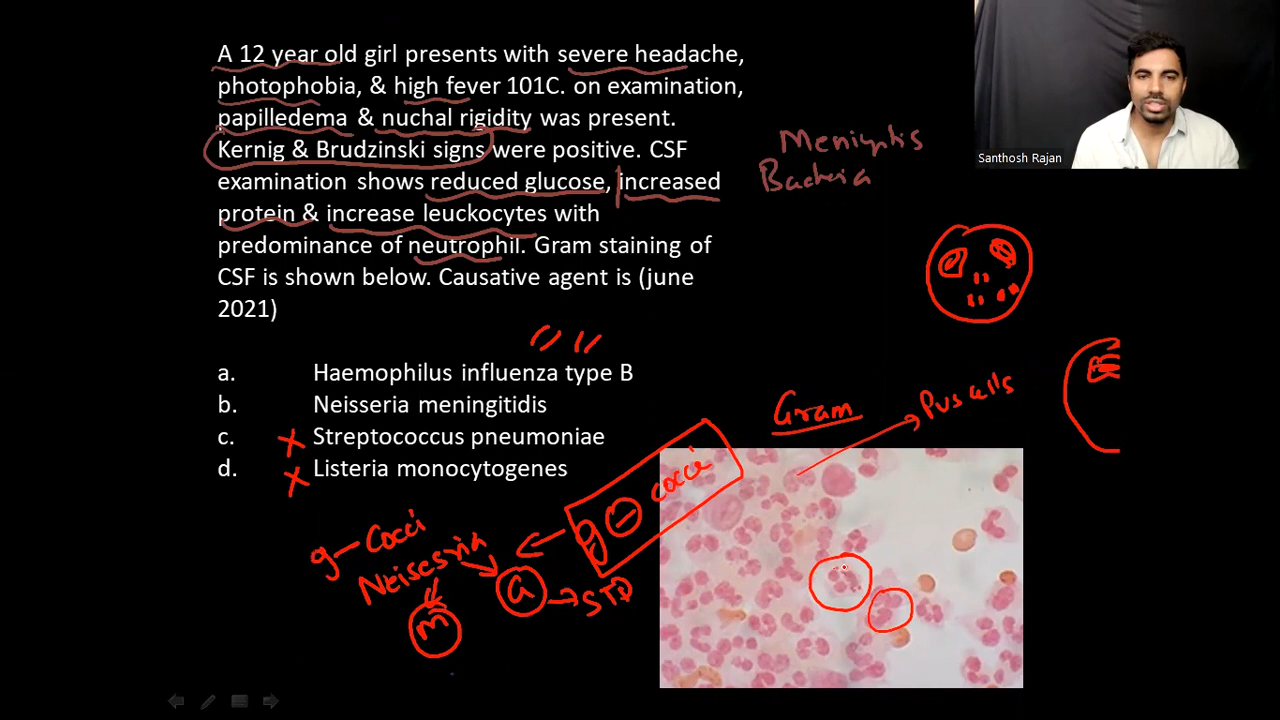 A 12 year old girl presents with severe headache,
photophobia, & high fever 101C. on examination,
papilledema & nuchal rigidity was present.
Kernig & Brudzinski signs were positive. CSF
examination shows reduced glucose, increased
protein & increase leuckocytes with
predominance of neutrophil. Gram staining of
CSF is shown below. Causative agent is (june
2021)
Santhosh Rajan
Bacteria
a. Haemophilus influenza type B
b. Neisseria meningitidis
c. Streptococcus pneumoniae
d. Listeria monocytogenes
Gram
Pus cells
g - cocci
g - Cocci
Neisseria
m
STD